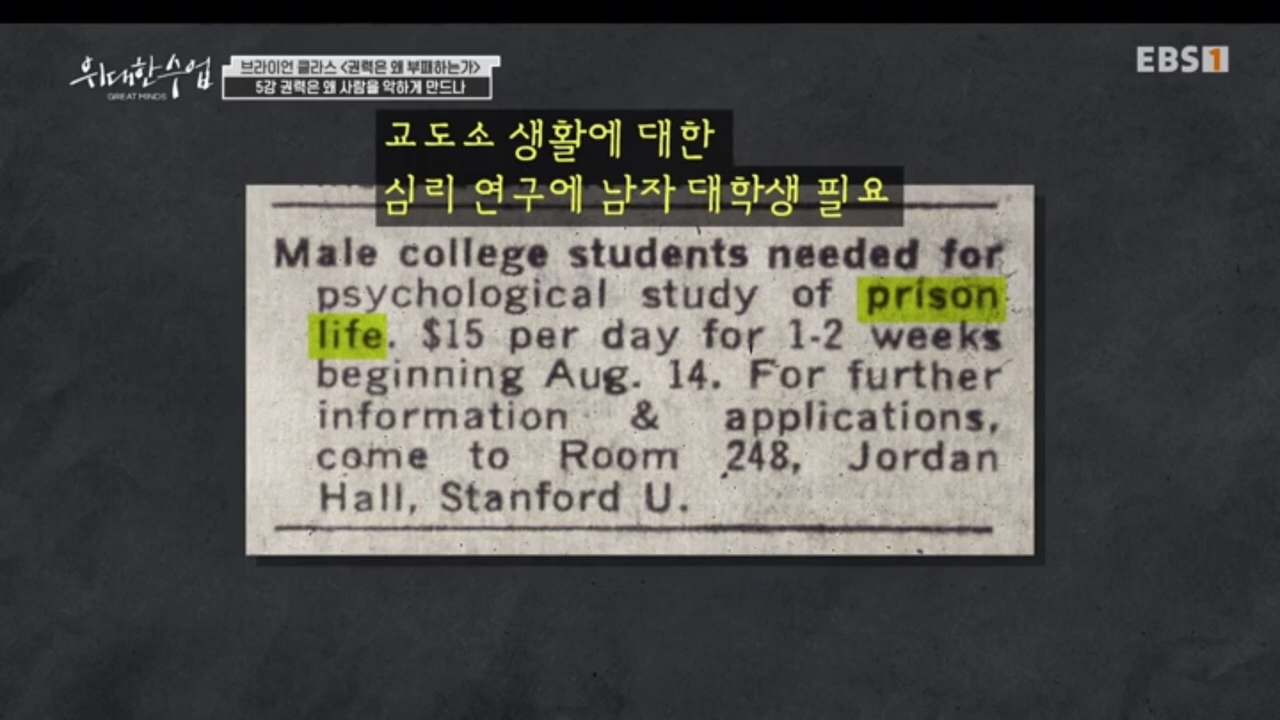 위대한 수업
GREAT MINDS
브라이언 클라스 <권력은 왜 부패하는가>
5강 권력은 왜 사람을 악하게 만드나
EBS1
교도소 생활에 대한
심리 연구에 남자 대학생 필요
Male college students needed for
psychological study of prison
life. $15 per day for 1-2 weeks
beginning Aug. 14. For further
information & applications,
come to Room 248, Jordan
Hall, Stanford U.